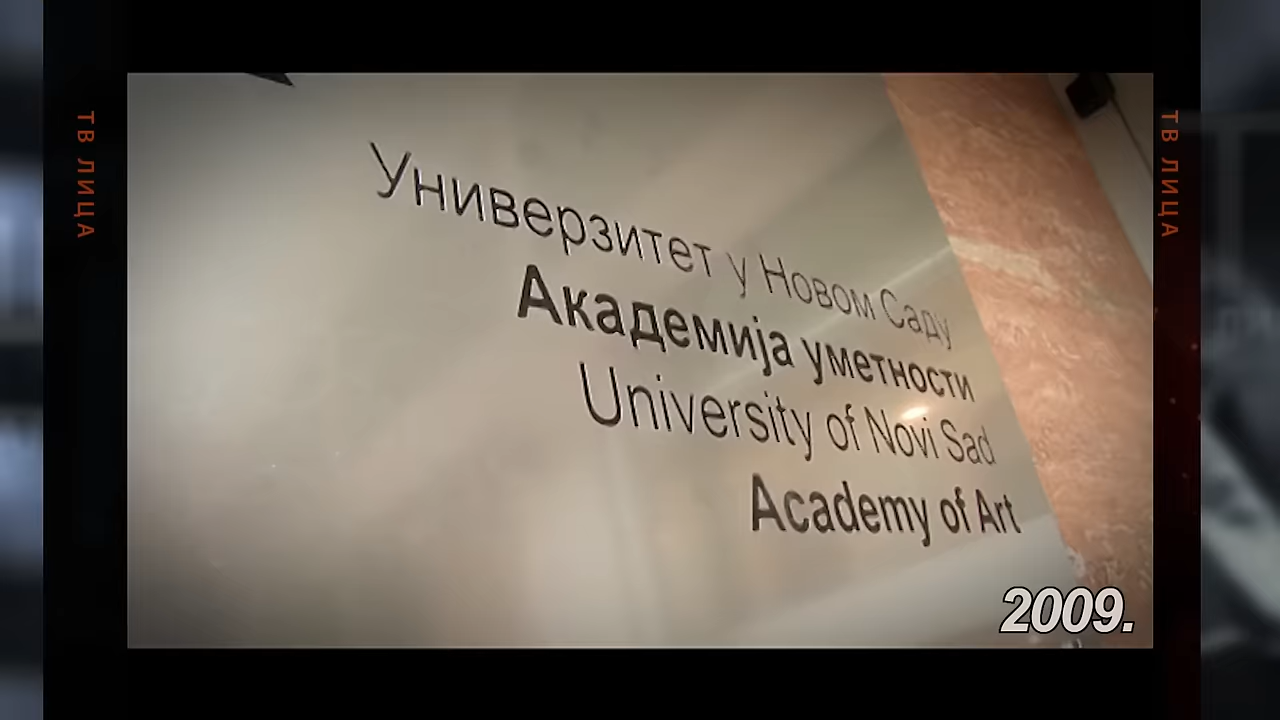 ТВ ЛИЦА
Универзитет у Новом Саду
Академија уметности
University of Novi Sad
Academy of Art
2009.
ТВ ЛИЦА